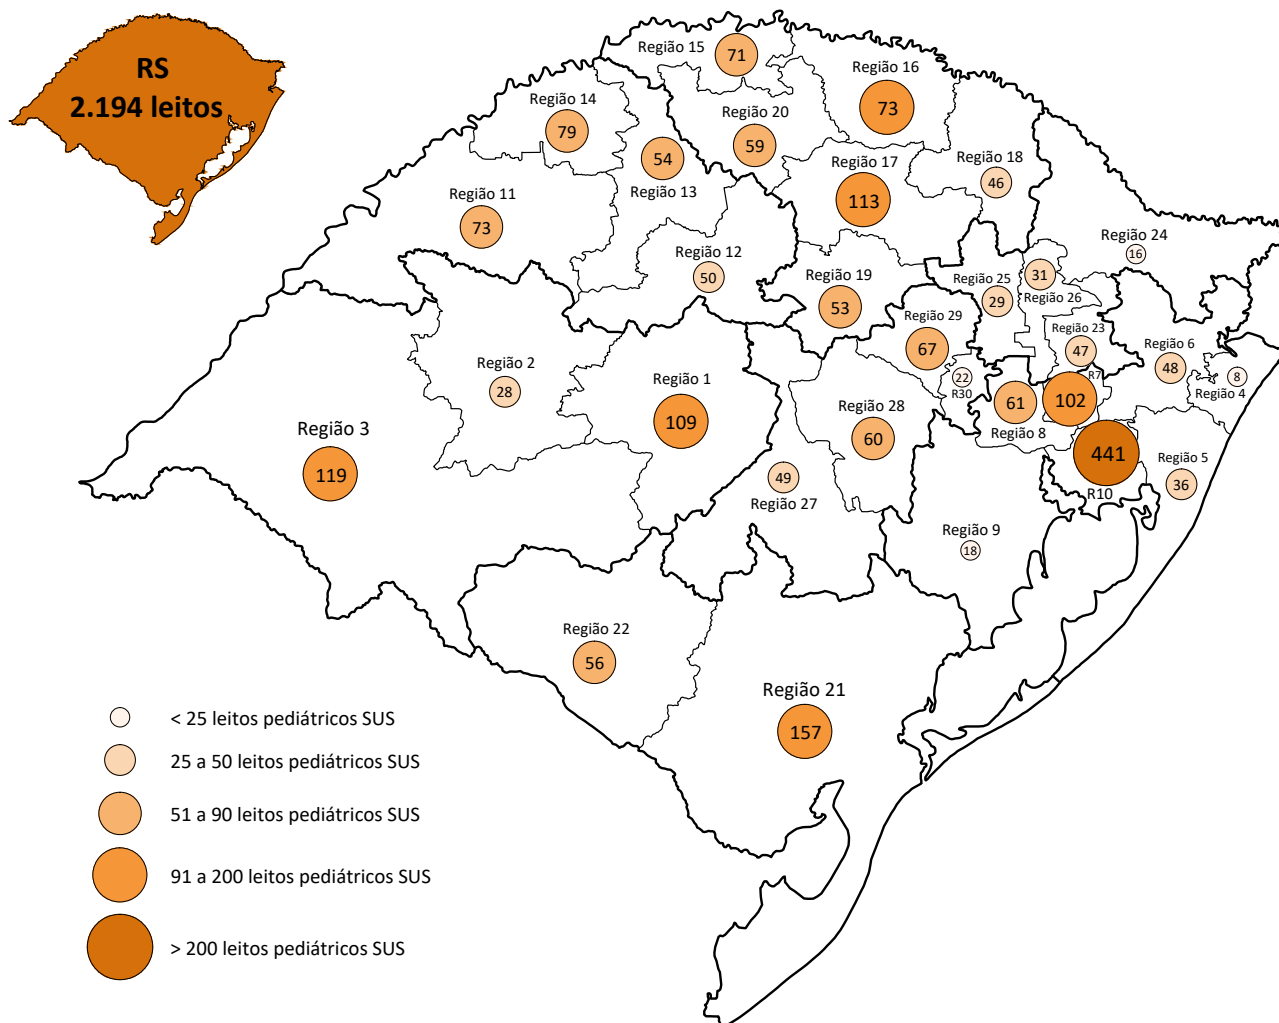 RS
2.194 leitos
Região 15
71
Região 16
73
Região 14
79
Região 20
59
54
Região 13
Região 17
113
Região 18
46
Região 11
73
Região 12
50
Região 19
53
Região 24
16
Região 25
29
31
Região 26
Região 29
67
Região 23
47
Região 6
48
8
Região 4
22
R30
R7
102
61
Região 8
Região 2
28
Região 1
109
Região 28
60
441
R10
Região 5
36
Região 3
119
49
Região 27
Região 9
18
Região 22
56
Região 21
157
< 25 leitos pediátricos SUS
25 a 50 leitos pediátricos SUS
51 a 90 leitos pediátricos SUS
91 a 200 leitos pediátricos SUS
> 200 leitos pediátricos SUS